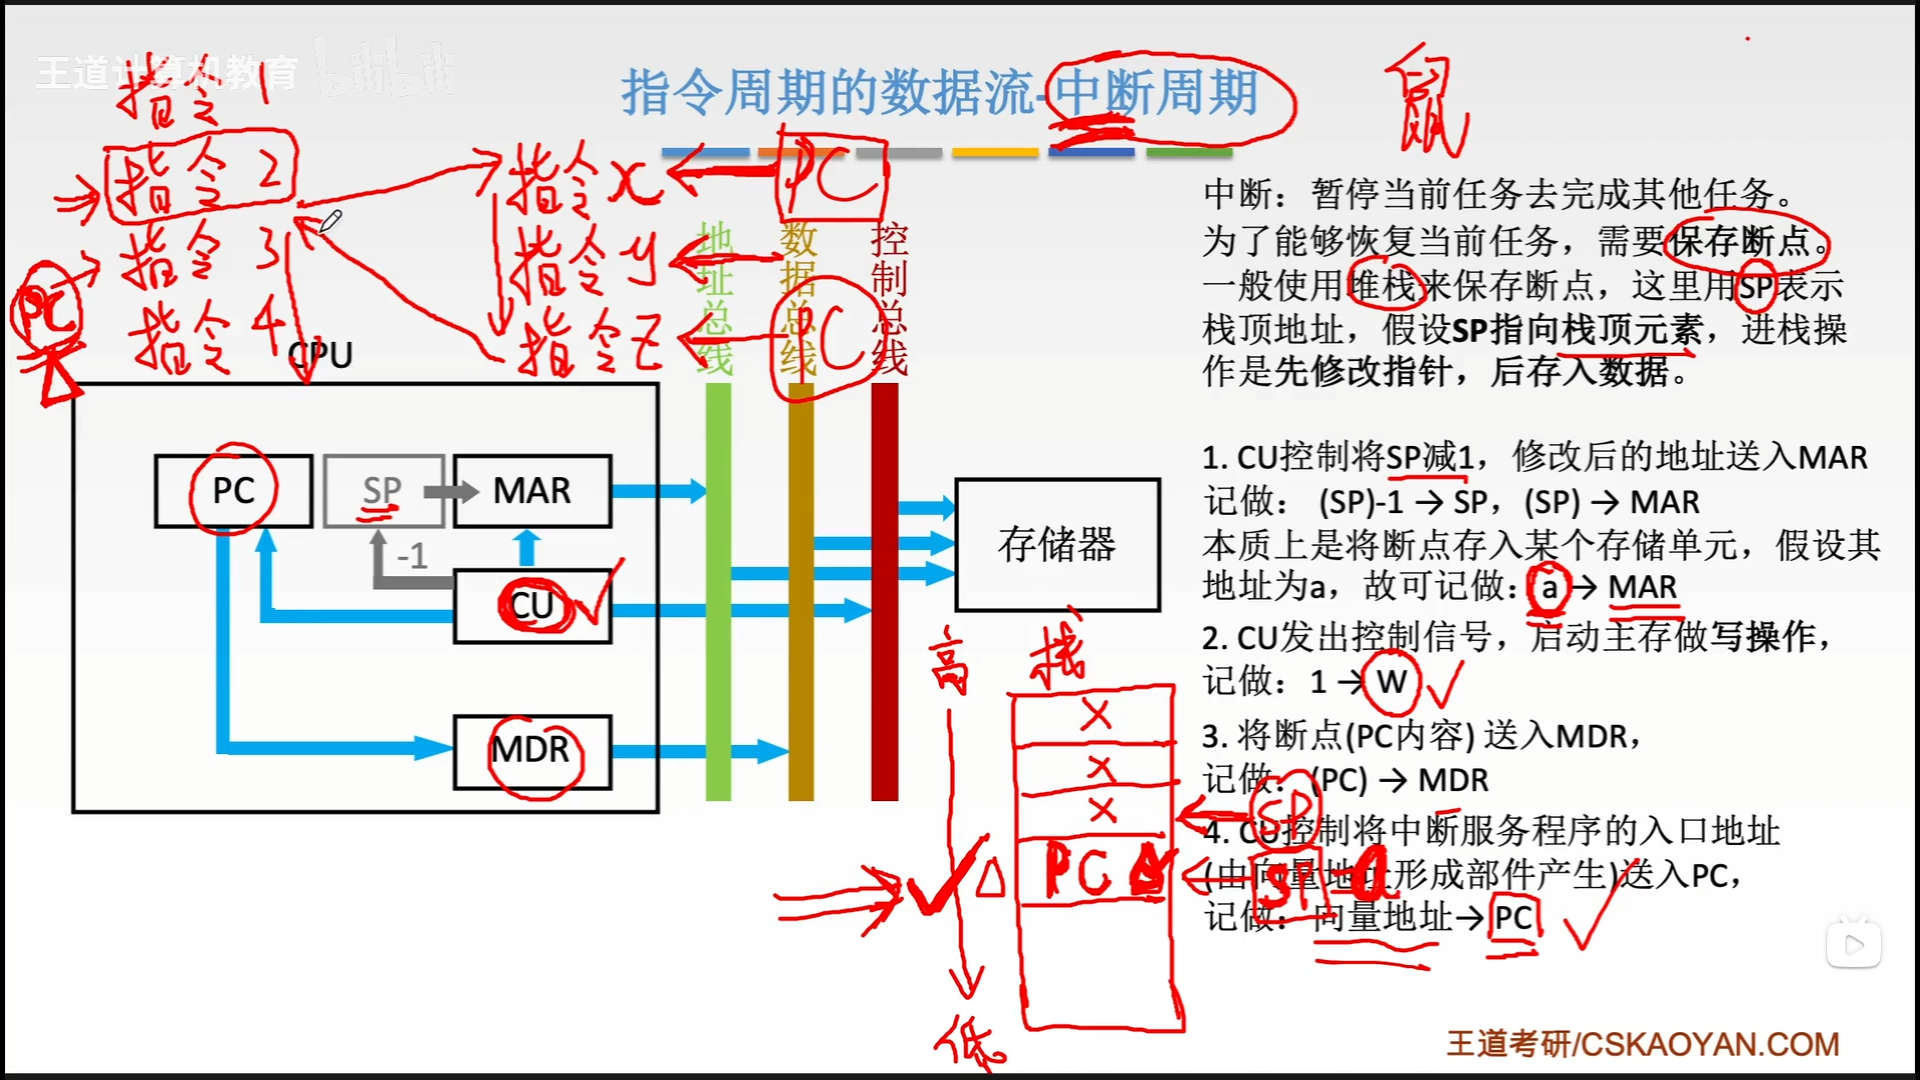 王道计算机教育 bilibili
指令周期的数据流-中断周期
鼠
指令1
指令2
指令3
指令4
PC
指令x
指令y
指令z
PC
PC
地址总线
数据总线
控制总线
CPU
PC
SP
MAR
-1
CU
MDR
存储器
中断：暂停当前任务去完成其他任务。
为了能够恢复当前任务，需要保存断点。
一般使用堆栈来保存断点，这里用SP表示
栈顶地址，假设SP指向栈顶元素，进栈操
作是先修改指针，后存入数据。
1. CU控制将SP减1，修改后的地址送入MAR
记做： (SP)-1 → SP，(SP) → MAR
本质上是将断点存入某个存储单元，假设其
地址为a，故可记做：a → MAR
2. CU发出控制信号，启动主存做写操作，
记做：1 → W
3. 将断点(PC内容) 送入MDR，
记做：(PC) → MDR
4. CU控制将中断服务程序的入口地址
(由向量地址形成部件产生)送入PC，
记做：向量地址→ PC
高
栈
×
×
×
PC
SP
SP
a
低
王道考研/CSKAOYAN.COM